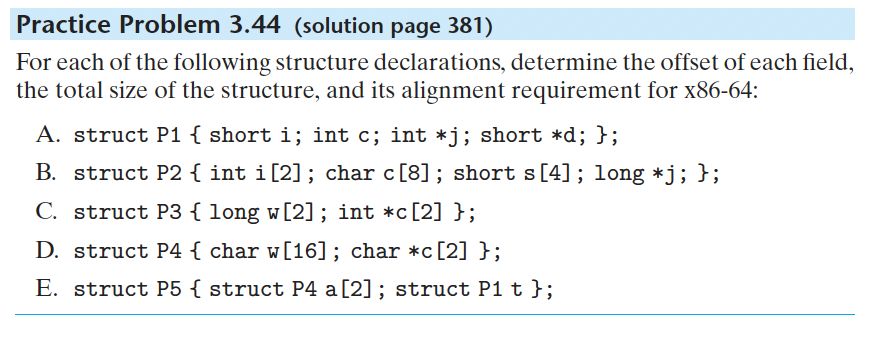 Practice Problem 3.44 (solution page 381)
For each of the following structure declarations, determine the offset of each field,
the total size of the structure, and its alignment requirement for x86-64:
A. struct P1 { short i; int c; int *j; short *d; };
B. struct P2 { int i[2]; char c[8]; short s[4]; long *j; };
C. struct P3 { long w[2]; int *c[2] };
D. struct P4 { char w[16]; char *c[2] };
E. struct P5 { struct P4 a[2]; struct P1 t };